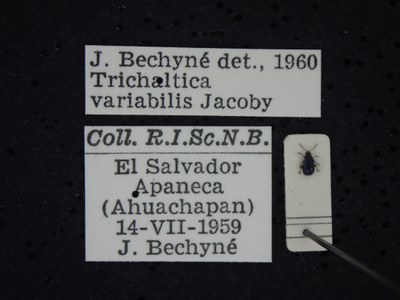 J. Bechyné det., 1960
Trichaltica
variabilis Jacoby
Coll. R.I.Sc.N.B.
El Salvador
Apaneca
(Ahuachapan)
14-VII-1959
J. Bechyné